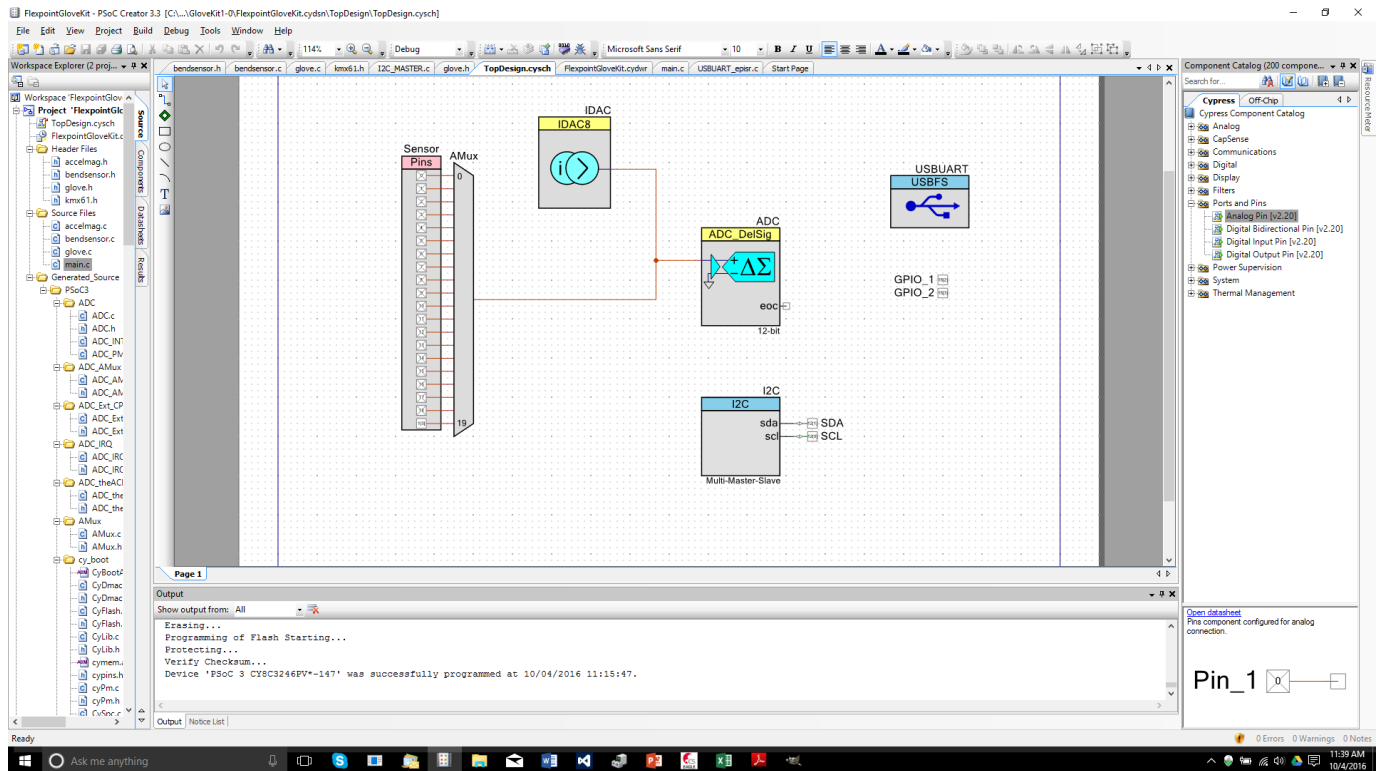 FlexpointGloveKit - PSoC Creator 3.3 [C:\...\GloveKit1-0\FlexpointGloveKit.cydsn\TopDesign\TopDesign.cysch]
File Edit View Project Build Debug Tools Window Help
114% Debug Microsoft Sans Serif 10 B I U
Workspace Explorer (2 proj...
bendsensor.h bendsensor.c glove.c kmx61.h I2C_MASTER.c glove.h TopDesign.cysch FlexpointGloveKit.cydwr main.c USBUART_episr.c Start Page
Workspace 'FlexpointGlov
Project 'FlexpointGlc
TopDesign.cysch
FlexpointGloveKit.c
Header Files
accelmag.h
bendsensor.h
glove.h
kmx61.h
Source Files
accelmag.c
bendsensor.c
glove.c
main.c
Generated_Source
PSoC3
ADC
ADC.c
ADC.h
ADC_INT
ADC_PM
ADC_AMux
ADC_AM
ADC_AM
ADC_Ext_CP
ADC_Ext
ADC_Ext
ADC_IRQ
ADC_IRC
ADC_IRC
ADC_theACI
ADC_the
ADC_the
AMux
AMux.c
AMux.h
cy_boot
CyBootA
CyDmac
CyDmac
CyFlash.
CyFlash.
CyLib.c
CyLib.h
cymem.
cypins.h
cyPm.c
cyPm.h
CySpc.c
Source
Components
Datasheets
Results
T
IDAC
IDAC8
Sensor
Pins
AMux
0
19
ADC
ADC_DelSig
ΔΣ
eoc
12-bit
USBUART
USBFS
GPIO_1
GPIO_2
I2C
I2C
sda SDA
scl SCL
Multi-Master-Slave
Page 1
Output
Show output from: All
Erasing...
Programming of Flash Starting...
Protecting...
Verify Checksum...
Device 'PSoC 3 CY8C3246PV*-147' was successfully programmed at 10/04/2016 11:15:47.
Output Notice List
Component Catalog (200 compone...
Search for...
Cypress Off-Chip
Cypress Component Catalog
Analog
CapSense
Communications
Digital
Display
Filters
Ports and Pins
Analog Pin [v2.20]
Digital Bidirectional Pin [v2.20]
Digital Input Pin [v2.20]
Digital Output Pin [v2.20]
Power Supervision
System
Thermal Management
Resource Meter
Open datasheet
Pins component configured for analog
connection.
Pin_1 0
Ready
0 Errors 0 Warnings 0 Notes
Ask me anything
11:39 AM
10/4/2016